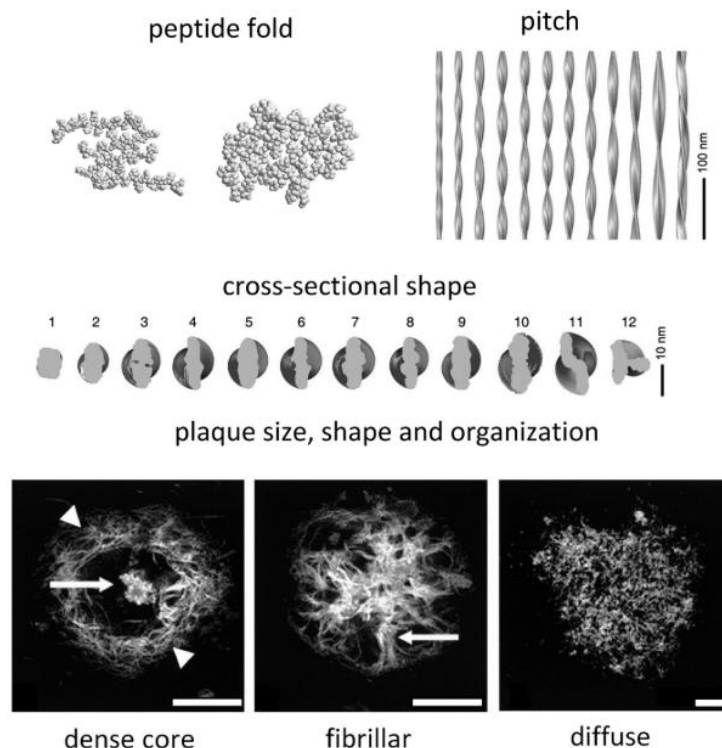 peptide fold
pitch
100 nm
cross-sectional shape
1 2 3 4 5 6 7 8 9 10 11 12
10 nm
plaque size, shape and organization
dense core
fibrillar
diffuse